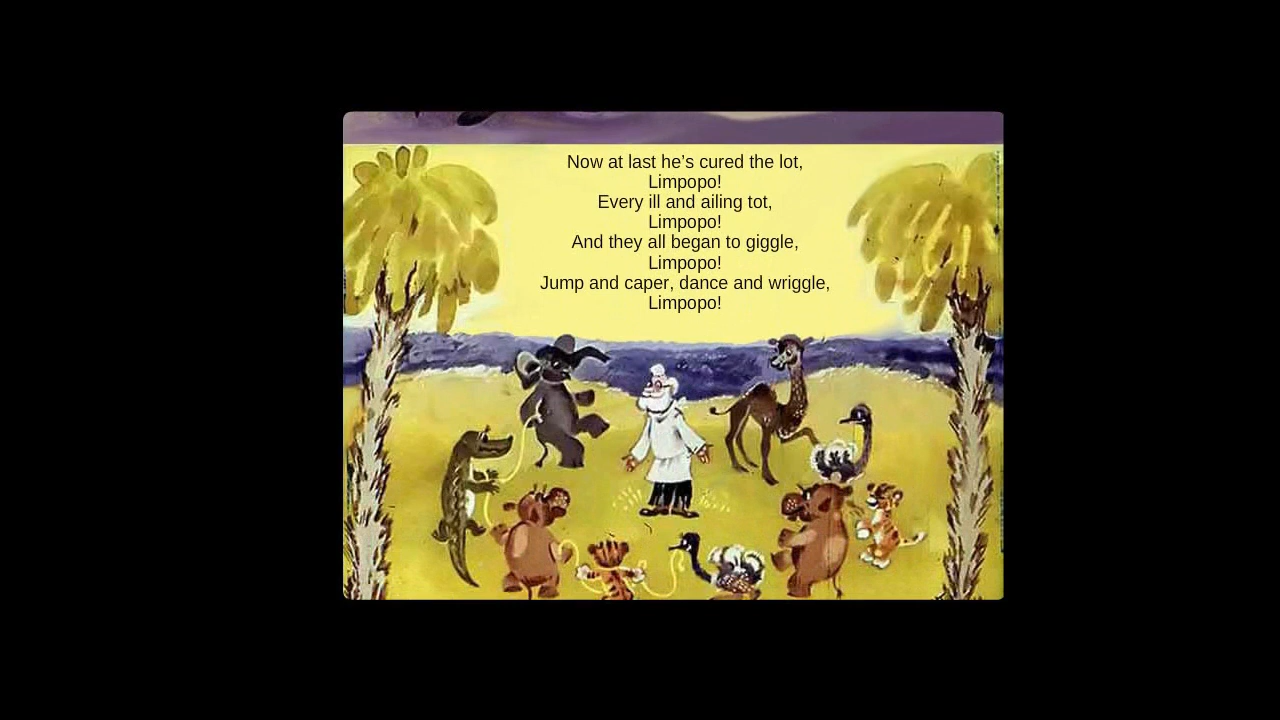 Now at last he’s cured the lot,
Limpopo!
Every ill and ailing tot,
Limpopo!
And they all began to giggle,
Limpopo!
Jump and caper, dance and wriggle,
Limpopo!